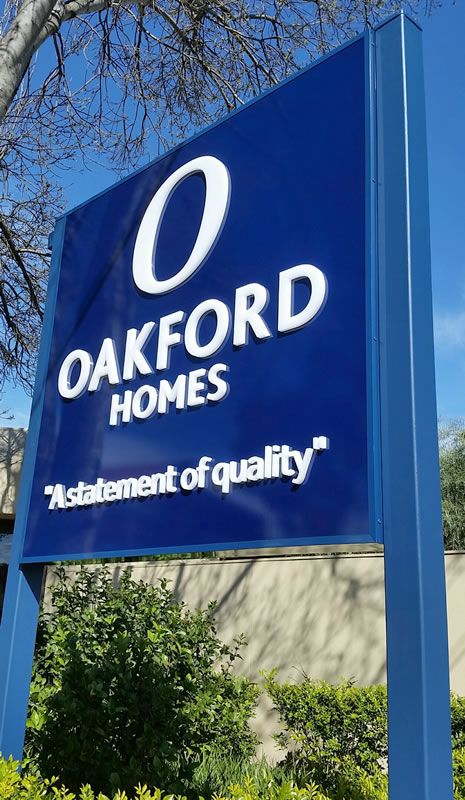 O
OAKFORD
HOMES
"A statement of quality"